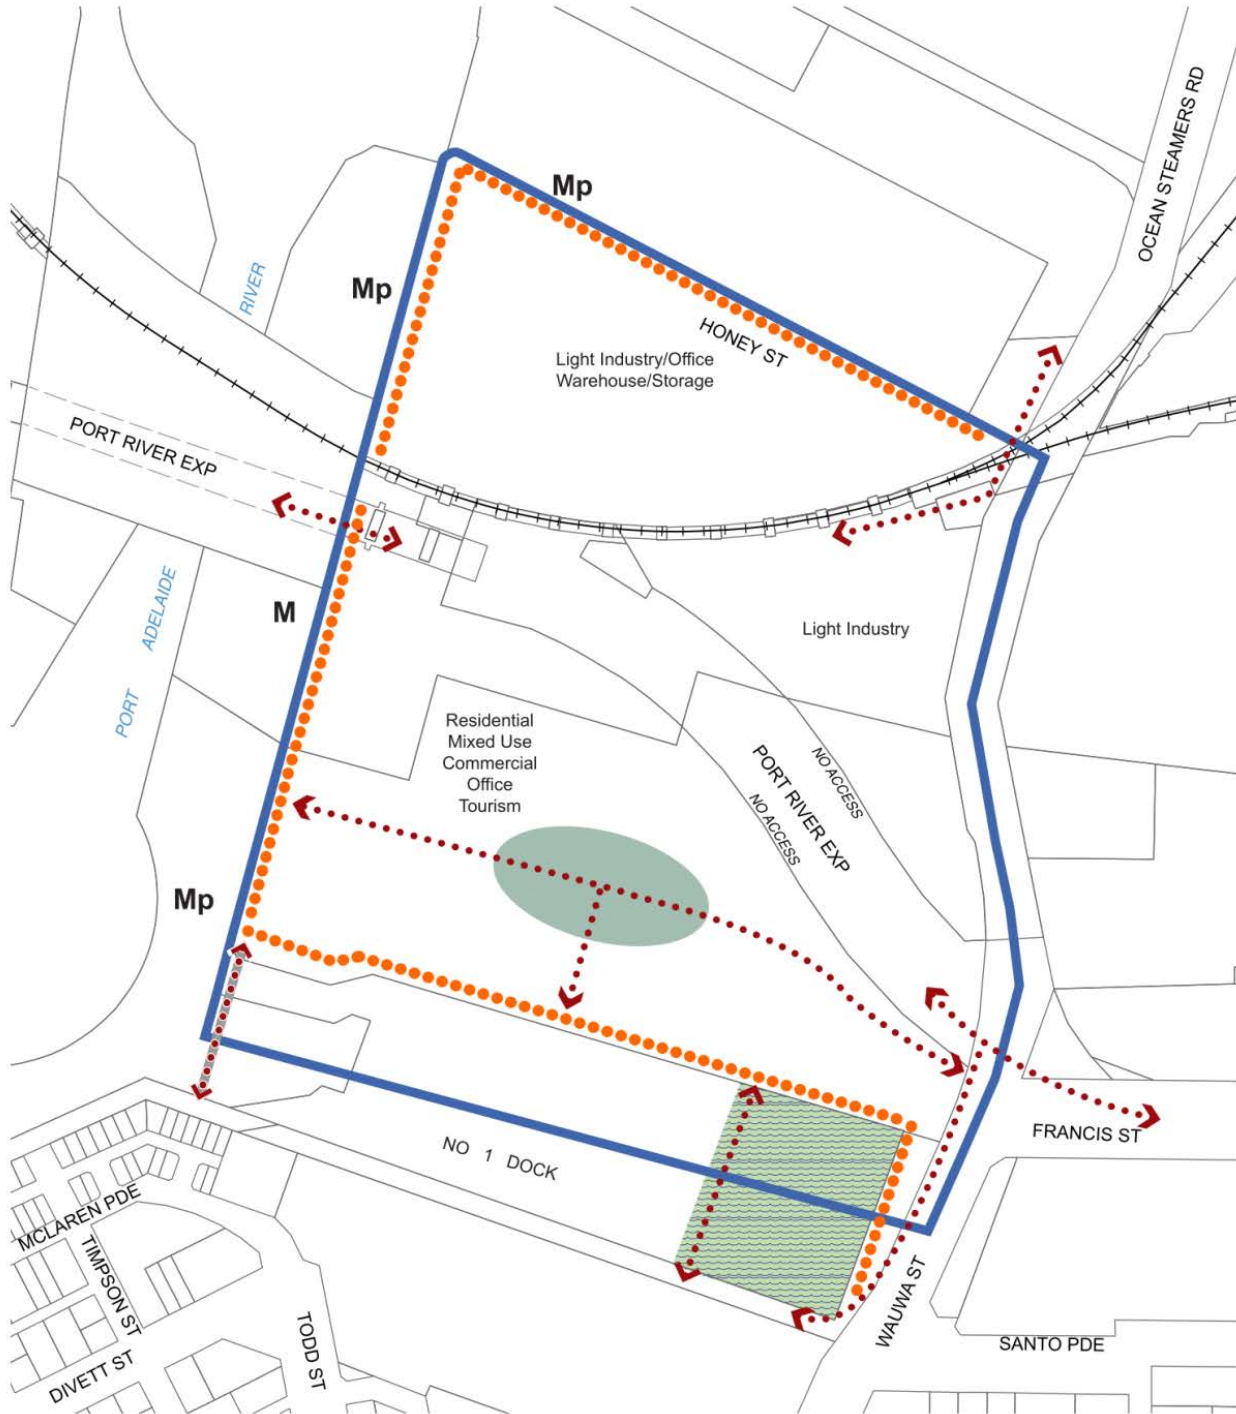 OCEAN STEAMERS RD
Mp
RIVER
Mp
HONEY ST
Light Industry/Office
Warehouse/Storage
PORT RIVER EXP
M
ADELAIDE
PORT
Light Industry
Residential
Mixed Use
Commercial
Office
Tourism
NO ACCESS
PORT RIVER EXP
NO ACCESS
Mp
NO 1 DOCK
FRANCIS ST
MCLAREN PDE
TIMPSON ST
DIVETT ST
TODD ST
WAUWA ST
SANTO PDE